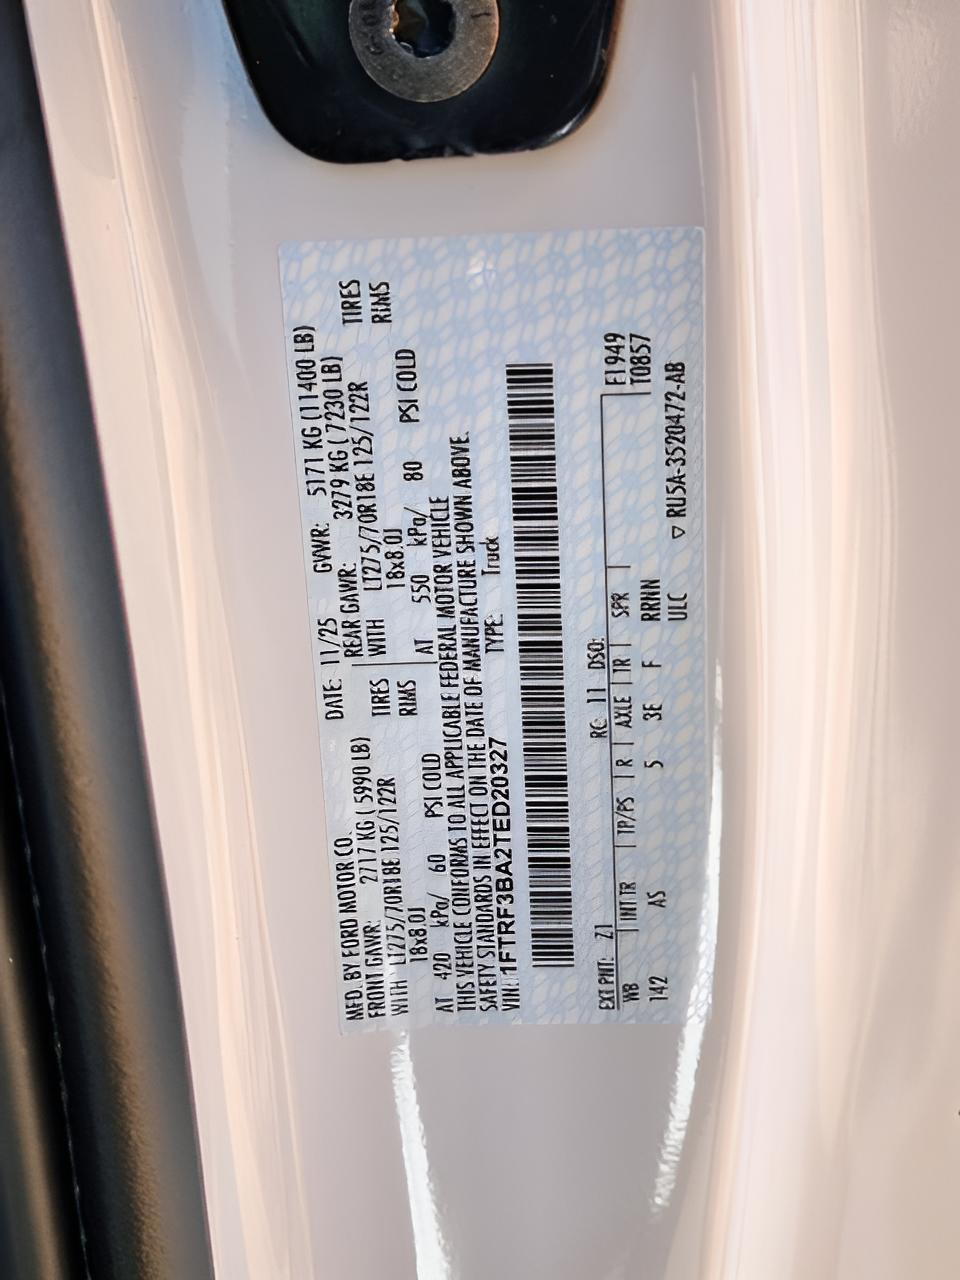 MFD. BY FORD MOTOR CO.
DATE: 11/25 GVWR: 5171 KG (11400 LB)
FRONT GAWR: 2717 KG ( 5990 LB) REAR GAWR: 3279 KG ( 7230 LB)
WITH LT275/70R18E 125/122R TIRES WITH LT275/70R18E 125/122R TIRES
18x8.0J RIMS 18x8.0J RIMS
AT 420 kPa/ 60 PSI COLD AT 550 kPa/ 80 PSI COLD
THIS VEHICLE CONFORMS TO ALL APPLICABLE FEDERAL MOTOR VEHICLE
SAFETY STANDARDS IN EFFECT ON THE DATE OF MANUFACTURE SHOWN ABOVE.
VIN: 1FTRF3BA2TED20327 TYPE: Truck
EXT PNT: Z1 RC: 11 DSO: E1949
WB INT TR TP/PS R AXLE TR SPR T0857
142 AS 5 3E F RRNN
ULC ▽ RU5A-3520472-AB